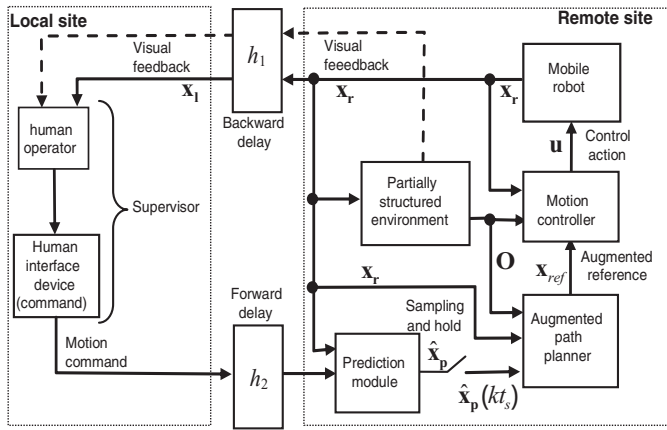 Local site
Remote site
Visual
feedback
x_l
h_1
Backward
delay
Visual
feeedback
x_r
x_r
Mobile
robot
u
Control
action
human
operator
Supervisor
Partially
structured
environment
Motion
controller
Human
interface
device
(command)
O
x_ref
Augmented
reference
x_r
Forward
delay
Sampling
and hold
Motion
command
h_2
Prediction
module
x̂_p
Augmented
path
planner
x̂_p(kt_s)